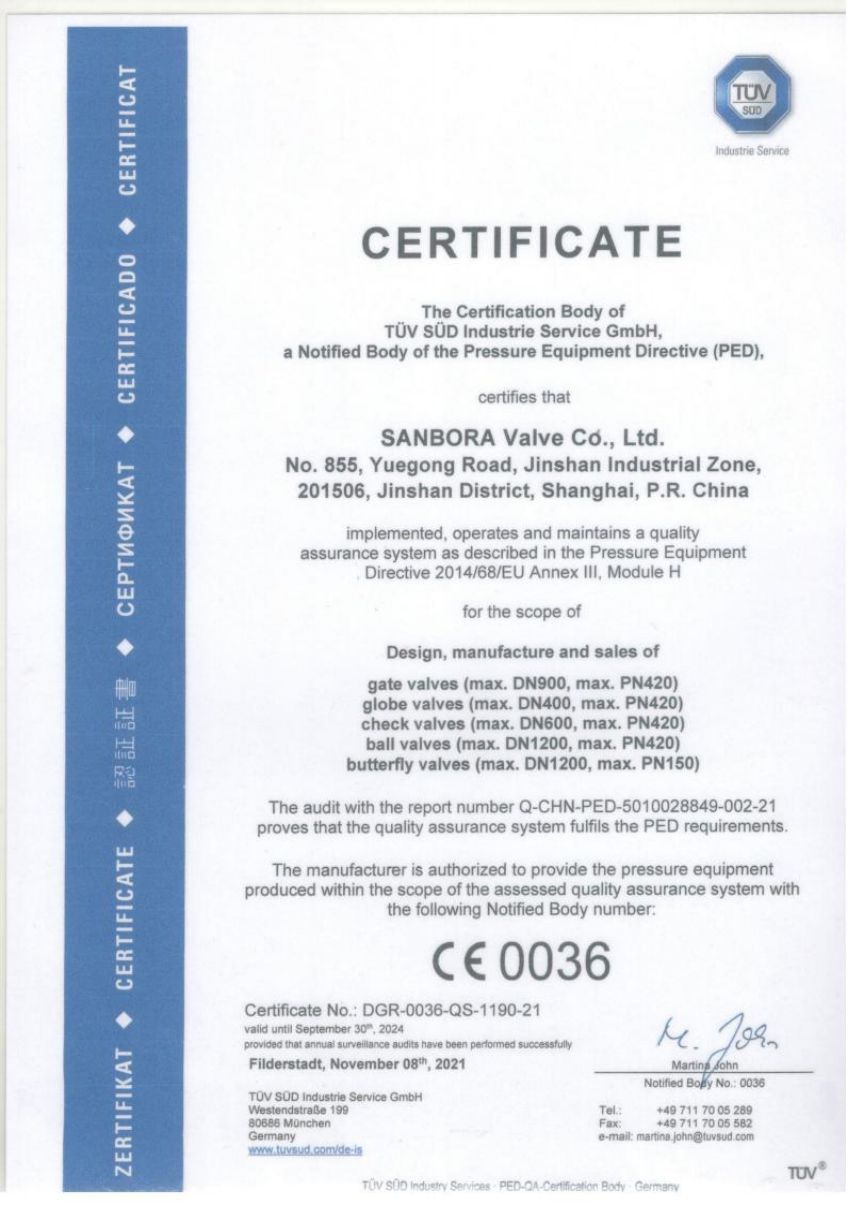 TÜV
SÜD
Industrie Service
CERTIFICATE
The Certification Body of
TÜV SÜD Industrie Service GmbH,
a Notified Body of the Pressure Equipment Directive (PED),
certifies that
SANBORA Valve Co., Ltd.
No. 855, Yuegong Road, Jinshan Industrial Zone,
201506, Jinshan District, Shanghai, P.R. China
implemented, operates and maintains a quality
assurance system as described in the Pressure Equipment
Directive 2014/68/EU Annex III, Module H
for the scope of
Design, manufacture and sales of
gate valves (max. DN900, max. PN420)
globe valves (max. DN400, max. PN420)
check valves (max. DN600, max. PN420)
ball valves (max. DN1200, max. PN420)
butterfly valves (max. DN1200, max. PN150)
The audit with the report number Q-CHN-PED-5010028849-002-21
proves that the quality assurance system fulfils the PED requirements.
The manufacturer is authorized to provide the pressure equipment
produced within the scope of the assessed quality assurance system with
the following Notified Body number:
CE 0036
Certificate No.: DGR-0036-QS-1190-21
valid until September 30th, 2024
provided that annual surveillance audits have been performed successfully
Filderstadt, November 08th, 2021
M. John
Martina John
Notified Body No.: 0036
TÜV SÜD Industrie Service GmbH
Westendstraße 199
80686 München
Germany
www.tuvsud.com/de-is
Tel.: +49 711 70 05 289
Fax: +49 711 70 05 582
e-mail: martina.john@tuvsud.com
TÜV®
TÜV SÜD Industry Services · PED-QA-Certification Body · Germany
ZERTIFIKAT ◆ CERTIFICATE ◆ 認証証書 ◆ СЕРТИФИКАТ ◆ CERTIFICADO ◆ CERTIFICAT